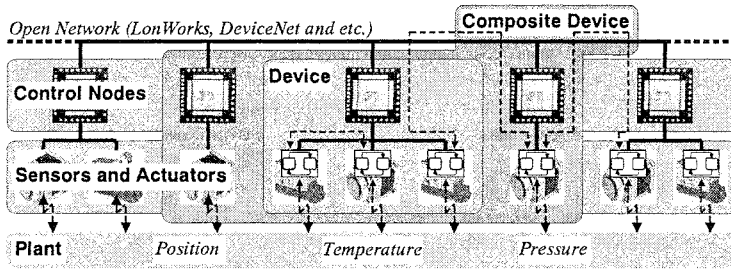 Open Network (LonWorks, DeviceNet and etc.)
Composite Device
Device
Control Nodes
Sensors and Actuators
Plant
Position
Temperature
Pressure